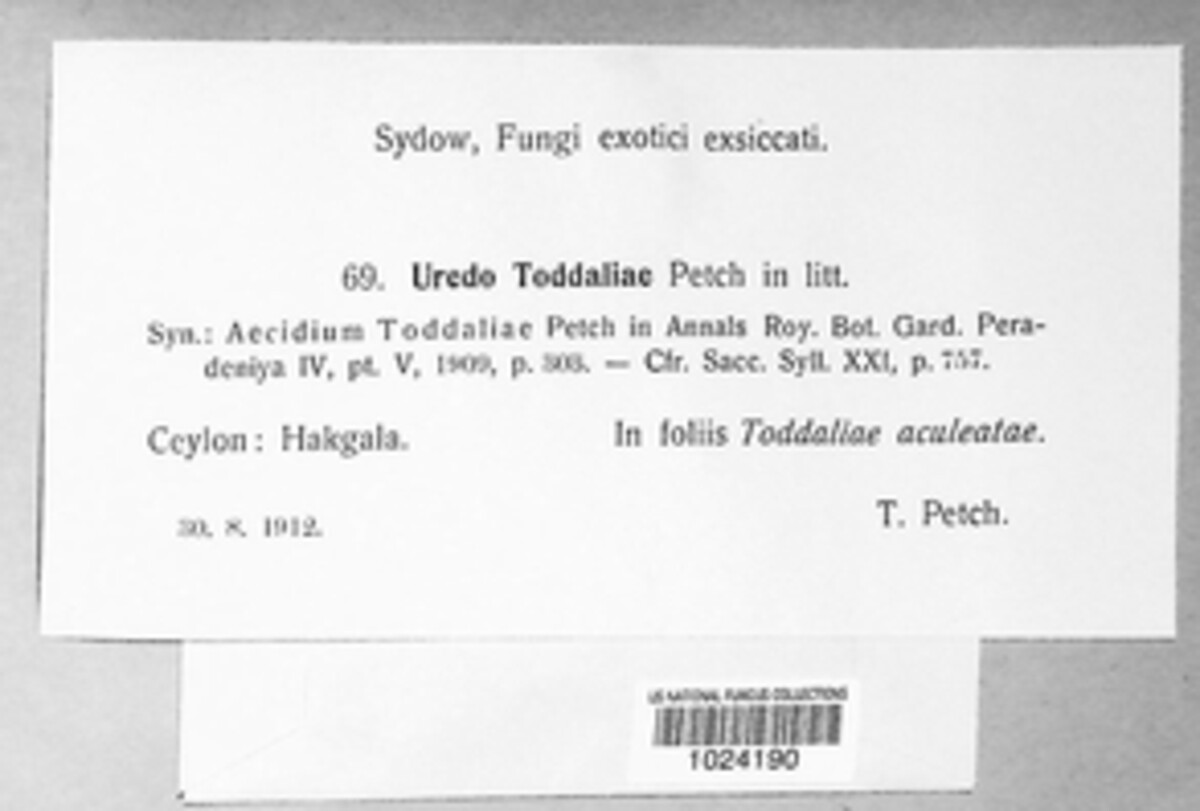 Sydow, Fungi exotici exsiccati.
69. Uredo Toddaliae Petch in litt.
Syn.: Aecidium Toddaliae Petch in Annals Roy. Bot. Gard. Pera-
deniya IV, pt. V, 1909, p. 303. — Cfr. Sacc. Syll. XXI, p. 757.
Ceylon: Hakgala. In foliis Toddaliae aculeatae.
30. 8. 1912. T. Petch.
US NATIONAL FUNGUS COLLECTIONS
1024190